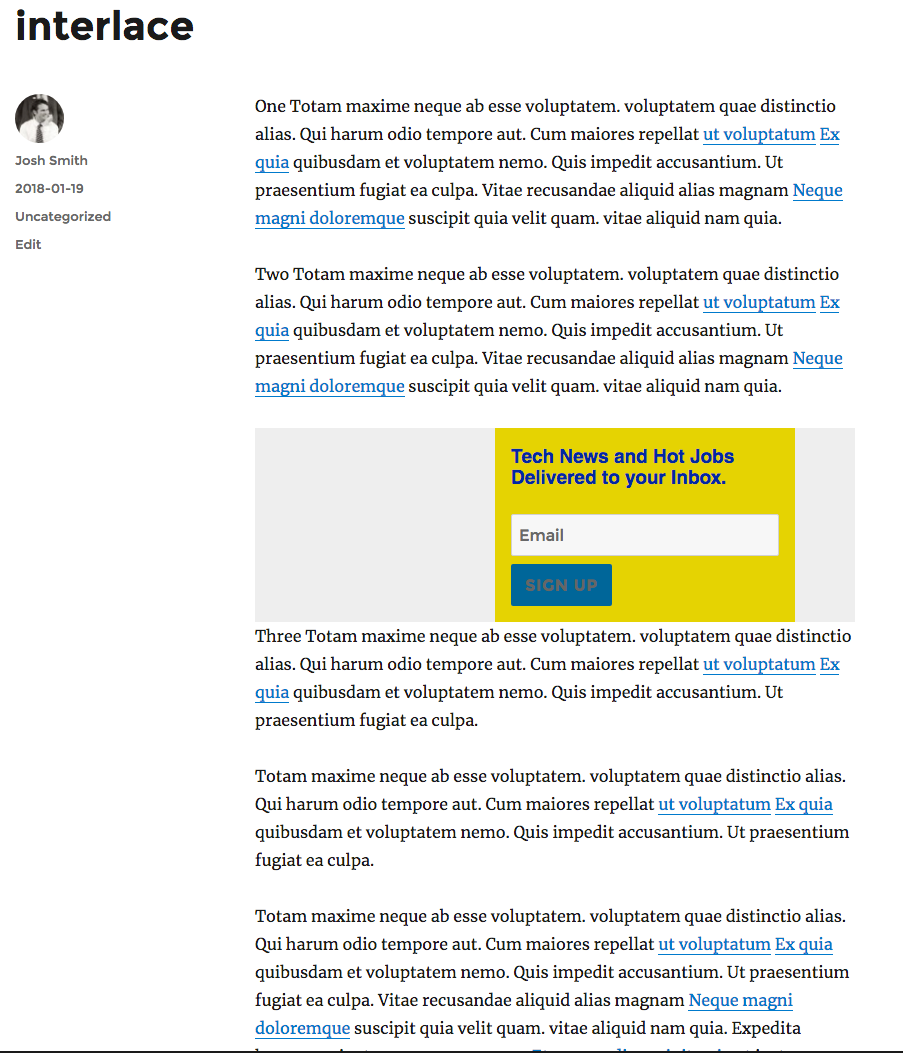 interlace
Josh Smith
2018-01-19
Uncategorized
Edit
One Totam maxime neque ab esse voluptatem. voluptatem quae distinctio
alias. Qui harum odio tempore aut. Cum maiores repellat ut voluptatum Ex
quia quibusdam et voluptatem nemo. Quis impedit accusantium. Ut
praesentium fugiat ea culpa. Vitae recusandae aliquid alias magnam Neque
magni doloremque suscipit quia velit quam. vitae aliquid nam quia.
Two Totam maxime neque ab esse voluptatem. voluptatem quae distinctio
alias. Qui harum odio tempore aut. Cum maiores repellat ut voluptatum Ex
quia quibusdam et voluptatem nemo. Quis impedit accusantium. Ut
praesentium fugiat ea culpa. Vitae recusandae aliquid alias magnam Neque
magni doloremque suscipit quia velit quam. vitae aliquid nam quia.
Tech News and Hot Jobs
Delivered to your Inbox.
Email
SIGN UP
Three Totam maxime neque ab esse voluptatem. voluptatem quae distinctio
alias. Qui harum odio tempore aut. Cum maiores repellat ut voluptatum Ex
quia quibusdam et voluptatem nemo. Quis impedit accusantium. Ut
praesentium fugiat ea culpa.
Totam maxime neque ab esse voluptatem. voluptatem quae distinctio alias.
Qui harum odio tempore aut. Cum maiores repellat ut voluptatum Ex quia
quibusdam et voluptatem nemo. Quis impedit accusantium. Ut praesentium
fugiat ea culpa.
Totam maxime neque ab esse voluptatem. voluptatem quae distinctio alias.
Qui harum odio tempore aut. Cum maiores repellat ut voluptatum Ex quia
quibusdam et voluptatem nemo. Quis impedit accusantium. Ut praesentium
fugiat ea culpa. Vitae recusandae aliquid alias magnam Neque magni
doloremque suscipit quia velit quam. vitae aliquid nam quia. Expedita